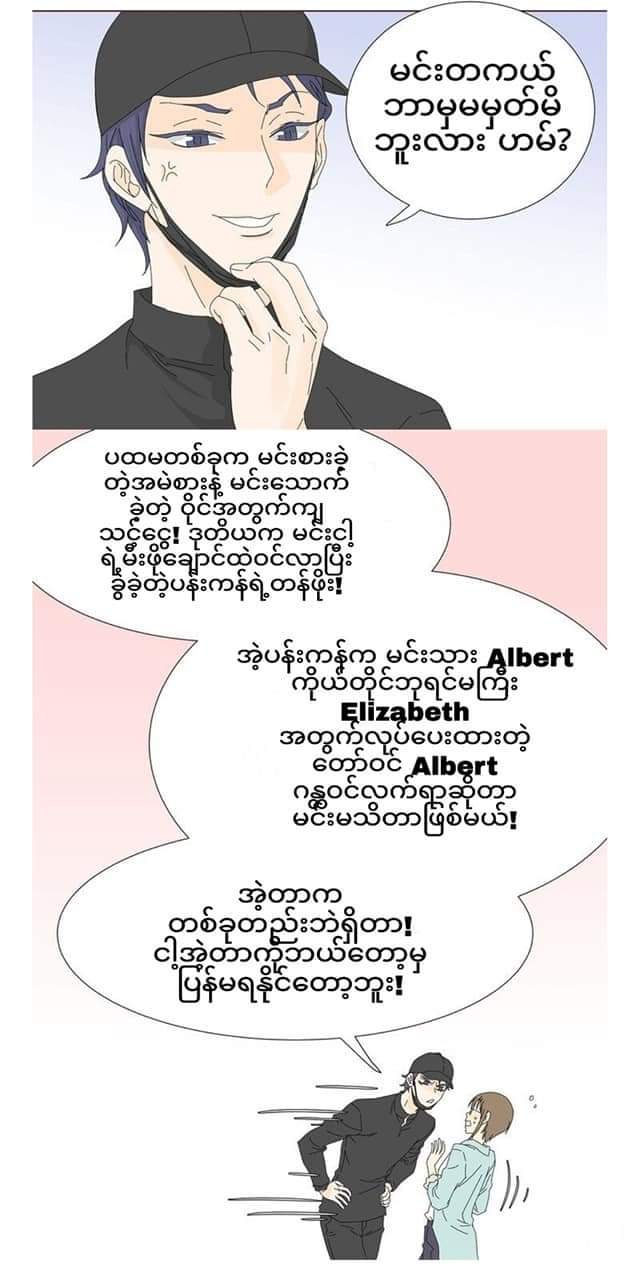 မင်းတကယ်
ဘာမှမမှတ်မိ
ဘူးလား ဟမ်?
ပထမတစ်ခုက မင်းစားခဲ့
တဲ့အမဲစားနဲ့ မင်းသောက်
ခဲ့တဲ့ ဝိုင်အတွက်ကျ
သင့်ငွေ! ဒုတိယက မင်းငါ့
ရဲ့မီးဖိုချောင်ထဲဝင်လာပြီး
ခွဲခဲ့တဲ့ပန်းကန်ရဲ့တန်ဖိုး!
အဲ့ပန်းကန်က မင်းသား Albert
ကိုယ်တိုင်ဘုရင်မကြီး
Elizabeth
အတွက်လုပ်ပေးထားတဲ့
တော်ဝင် Albert
ဂန္ထဝင်လက်ရာဆိုတာ
မင်းမသိတာဖြစ်မယ်!
အဲ့တာက
တစ်ခုတည်းဘဲရှိတာ!
ငါ့အဲ့တာကိုဘယ်တော့မှ
ပြန်မရနိုင်တော့ဘူး!